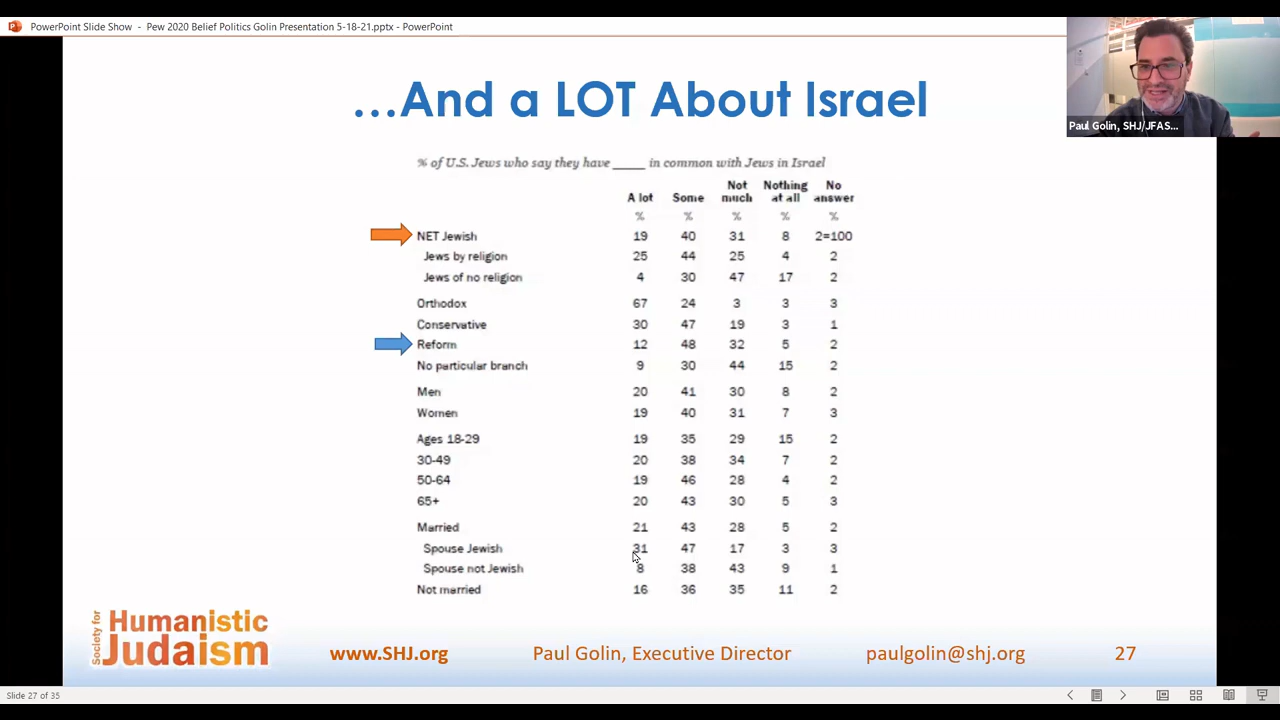 PowerPoint Slide Show - Pew 2020 Belief Politics Golin Presentation 5-18-21.pptx - PowerPoint
…And a LOT About Israel
Paul Golin, SHJ/JFAS...
% of U.S. Jews who say they have _____ in common with Jews in Israel
A lot Some Not much Nothing at all No answer
% % % % %
NET Jewish 19 40 31 8 2=100
Jews by religion 25 44 25 4 2
Jews of no religion 4 30 47 17 2
Orthodox 67 24 3 3 3
Conservative 30 47 19 3 1
Reform 12 48 32 5 2
No particular branch 9 30 44 15 2
Men 20 41 30 8 2
Women 19 40 31 7 3
Ages 18-29 19 35 29 15 2
30-49 20 38 34 7 2
50-64 19 46 28 4 2
65+ 20 43 30 5 3
Married 21 43 28 5 2
Spouse Jewish 31 47 17 3 3
Spouse not Jewish 8 38 43 9 1
Not married 16 36 35 11 2
Society for Humanistic Judaism
www.SHJ.org Paul Golin, Executive Director paulgolin@shj.org 27
Slide 27 of 35